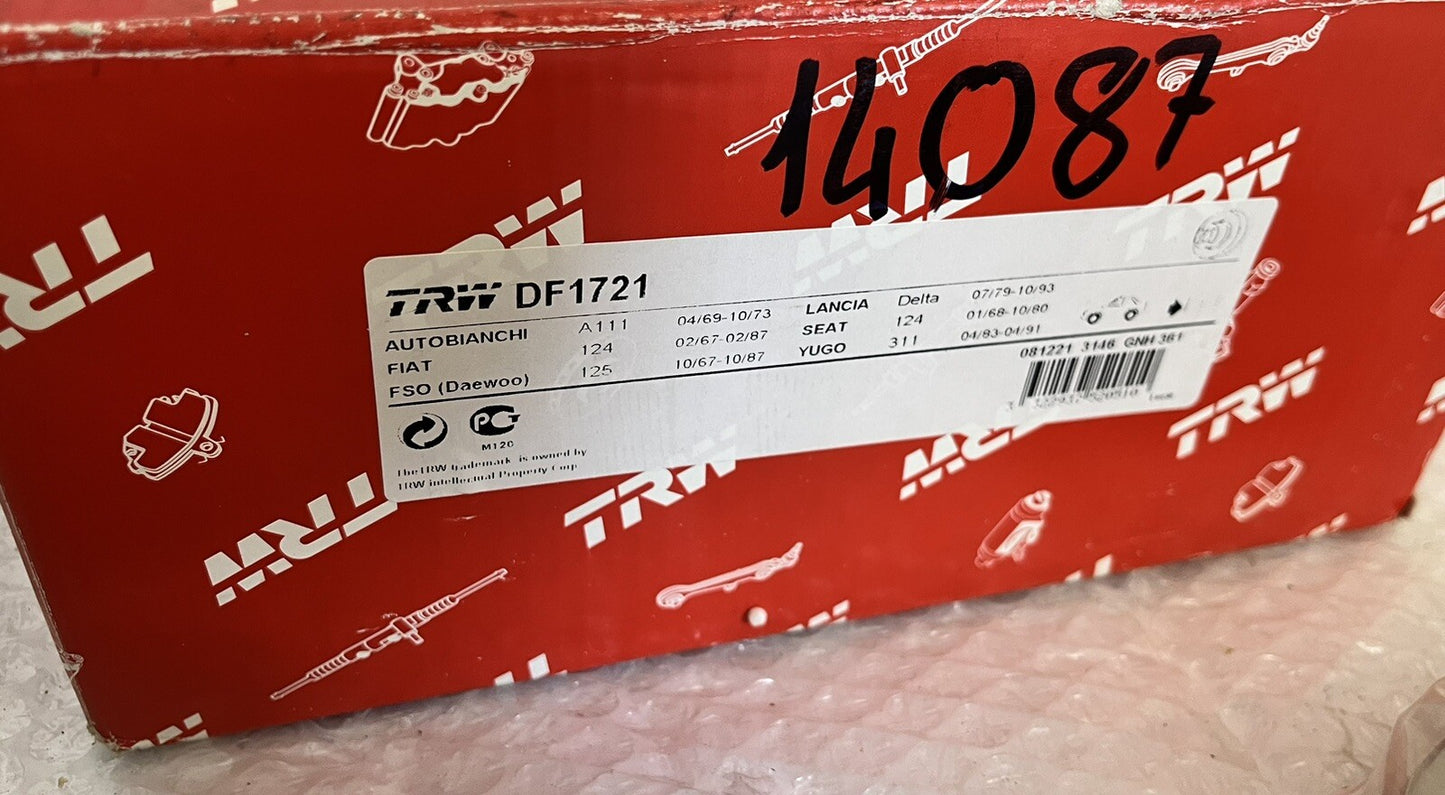 14087
TRW
TRW
TRW
TRW DF1721
AUTOBIANCHI A111 04/69-10/73 LANCIA Delta 07/79-10/93
FIAT 124 02/67-02/87 SEAT 124 01/68-10/80
FSO (Daewoo) 125 10/67-10/87 YUGO 311 04/83-04/91
081221 3146 GNH 361
PCT
M120
The TRW trademark is owned by
TRW intellectual Property Corp
TRW
TRW
TRW
TRW